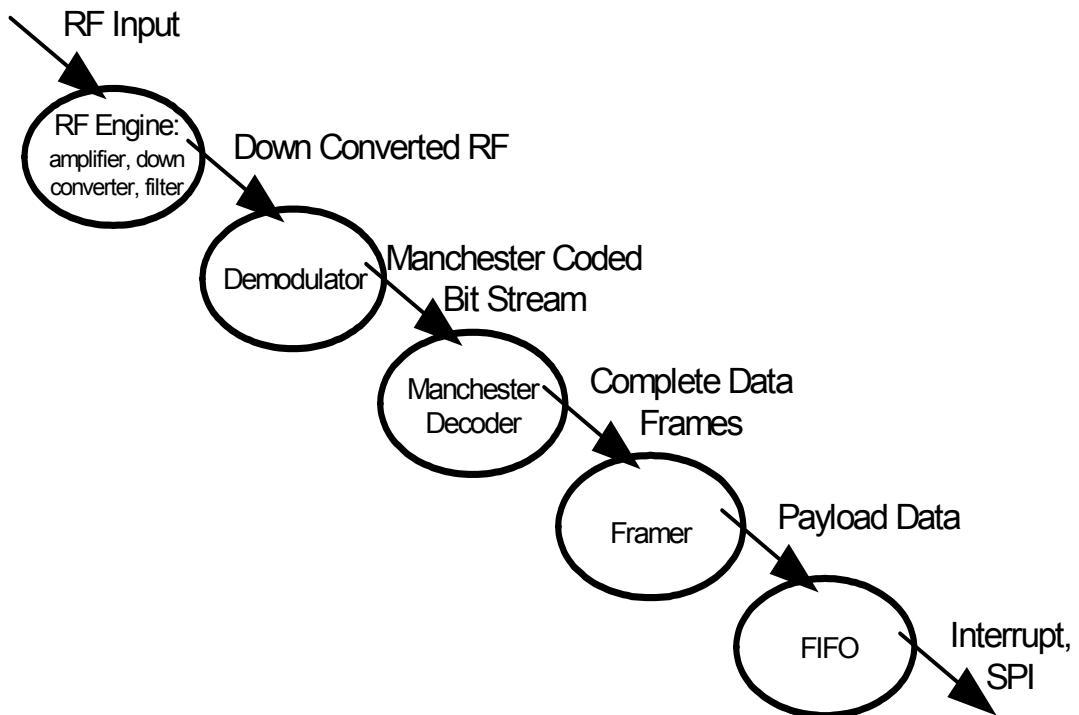 RF Input
RF Engine:
amplifier, down
converter, filter
Down Converted RF
Demodulator
Manchester Coded
Bit Stream
Manchester
Decoder
Complete Data
Frames
Framer
Payload Data
FIFO
Interrupt,
SPI